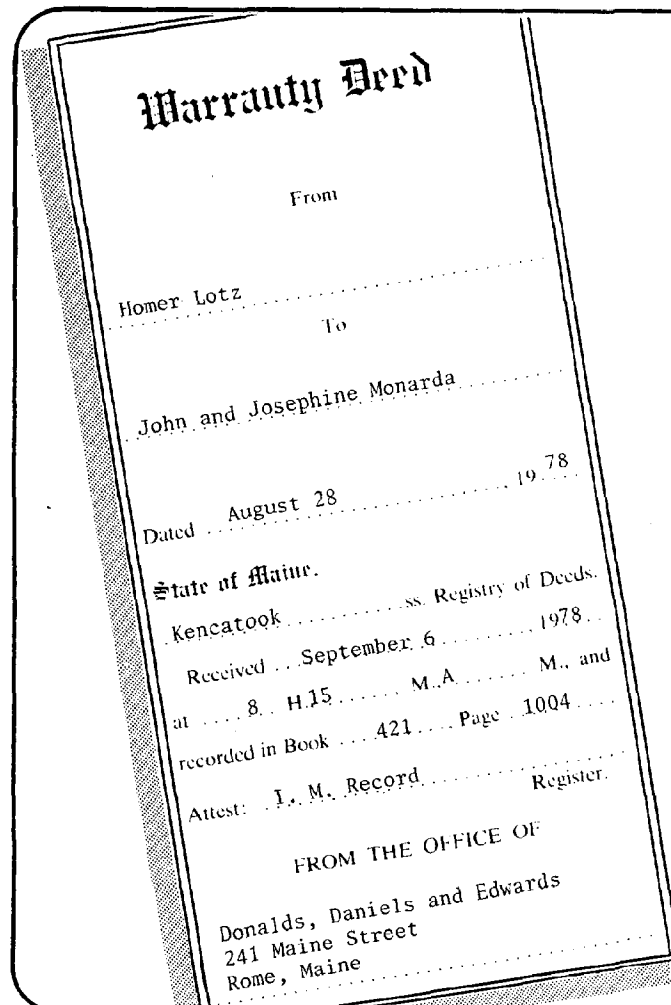 Warranty Deed
From
Homer Lotz
To
John and Josephine Monarda
Dated August 28 1978
State of Maine.
Kencatook ss. Registry of Deeds.
Received September 6 1978
at 8 H.15 M.A M., and
recorded in Book 421 Page 1004
Attest: I. M. Record
Register.
FROM THE OFFICE OF
Donalds, Daniels and Edwards
241 Maine Street
Rome, Maine